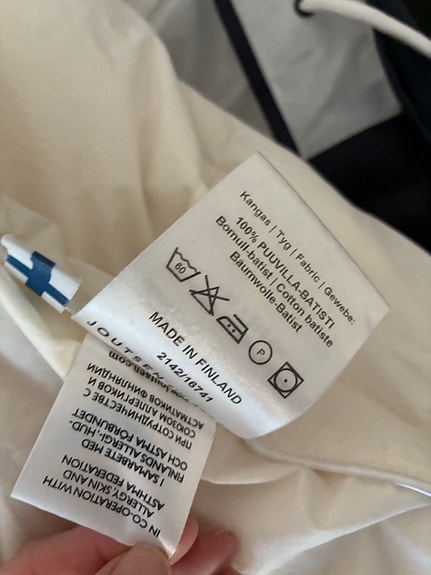 Kangas | Tyg | Fabric | Gewebe:
100% PUUVILLA-BATISTI
Bomull-batist | Cotton batiste
Baumwolle-Batist
60
P
MADE IN FINLAND
2142/16741
JOUTSEN
IN CO-OPERATION WITH
ALLERGY SKIN AND
ASTHMA FEDERATION
I SAMARBETE MED
FINLANDS ALLERGI, HUD-
OCH ASTMA FÖRBUNDET
ПРИ СОТРУДНИЧЕСТВЕ С
СОЮЗОМ АЛЛЕРГИКОВ И
АСТМАТИКОВ ФИНЛЯНДИИ